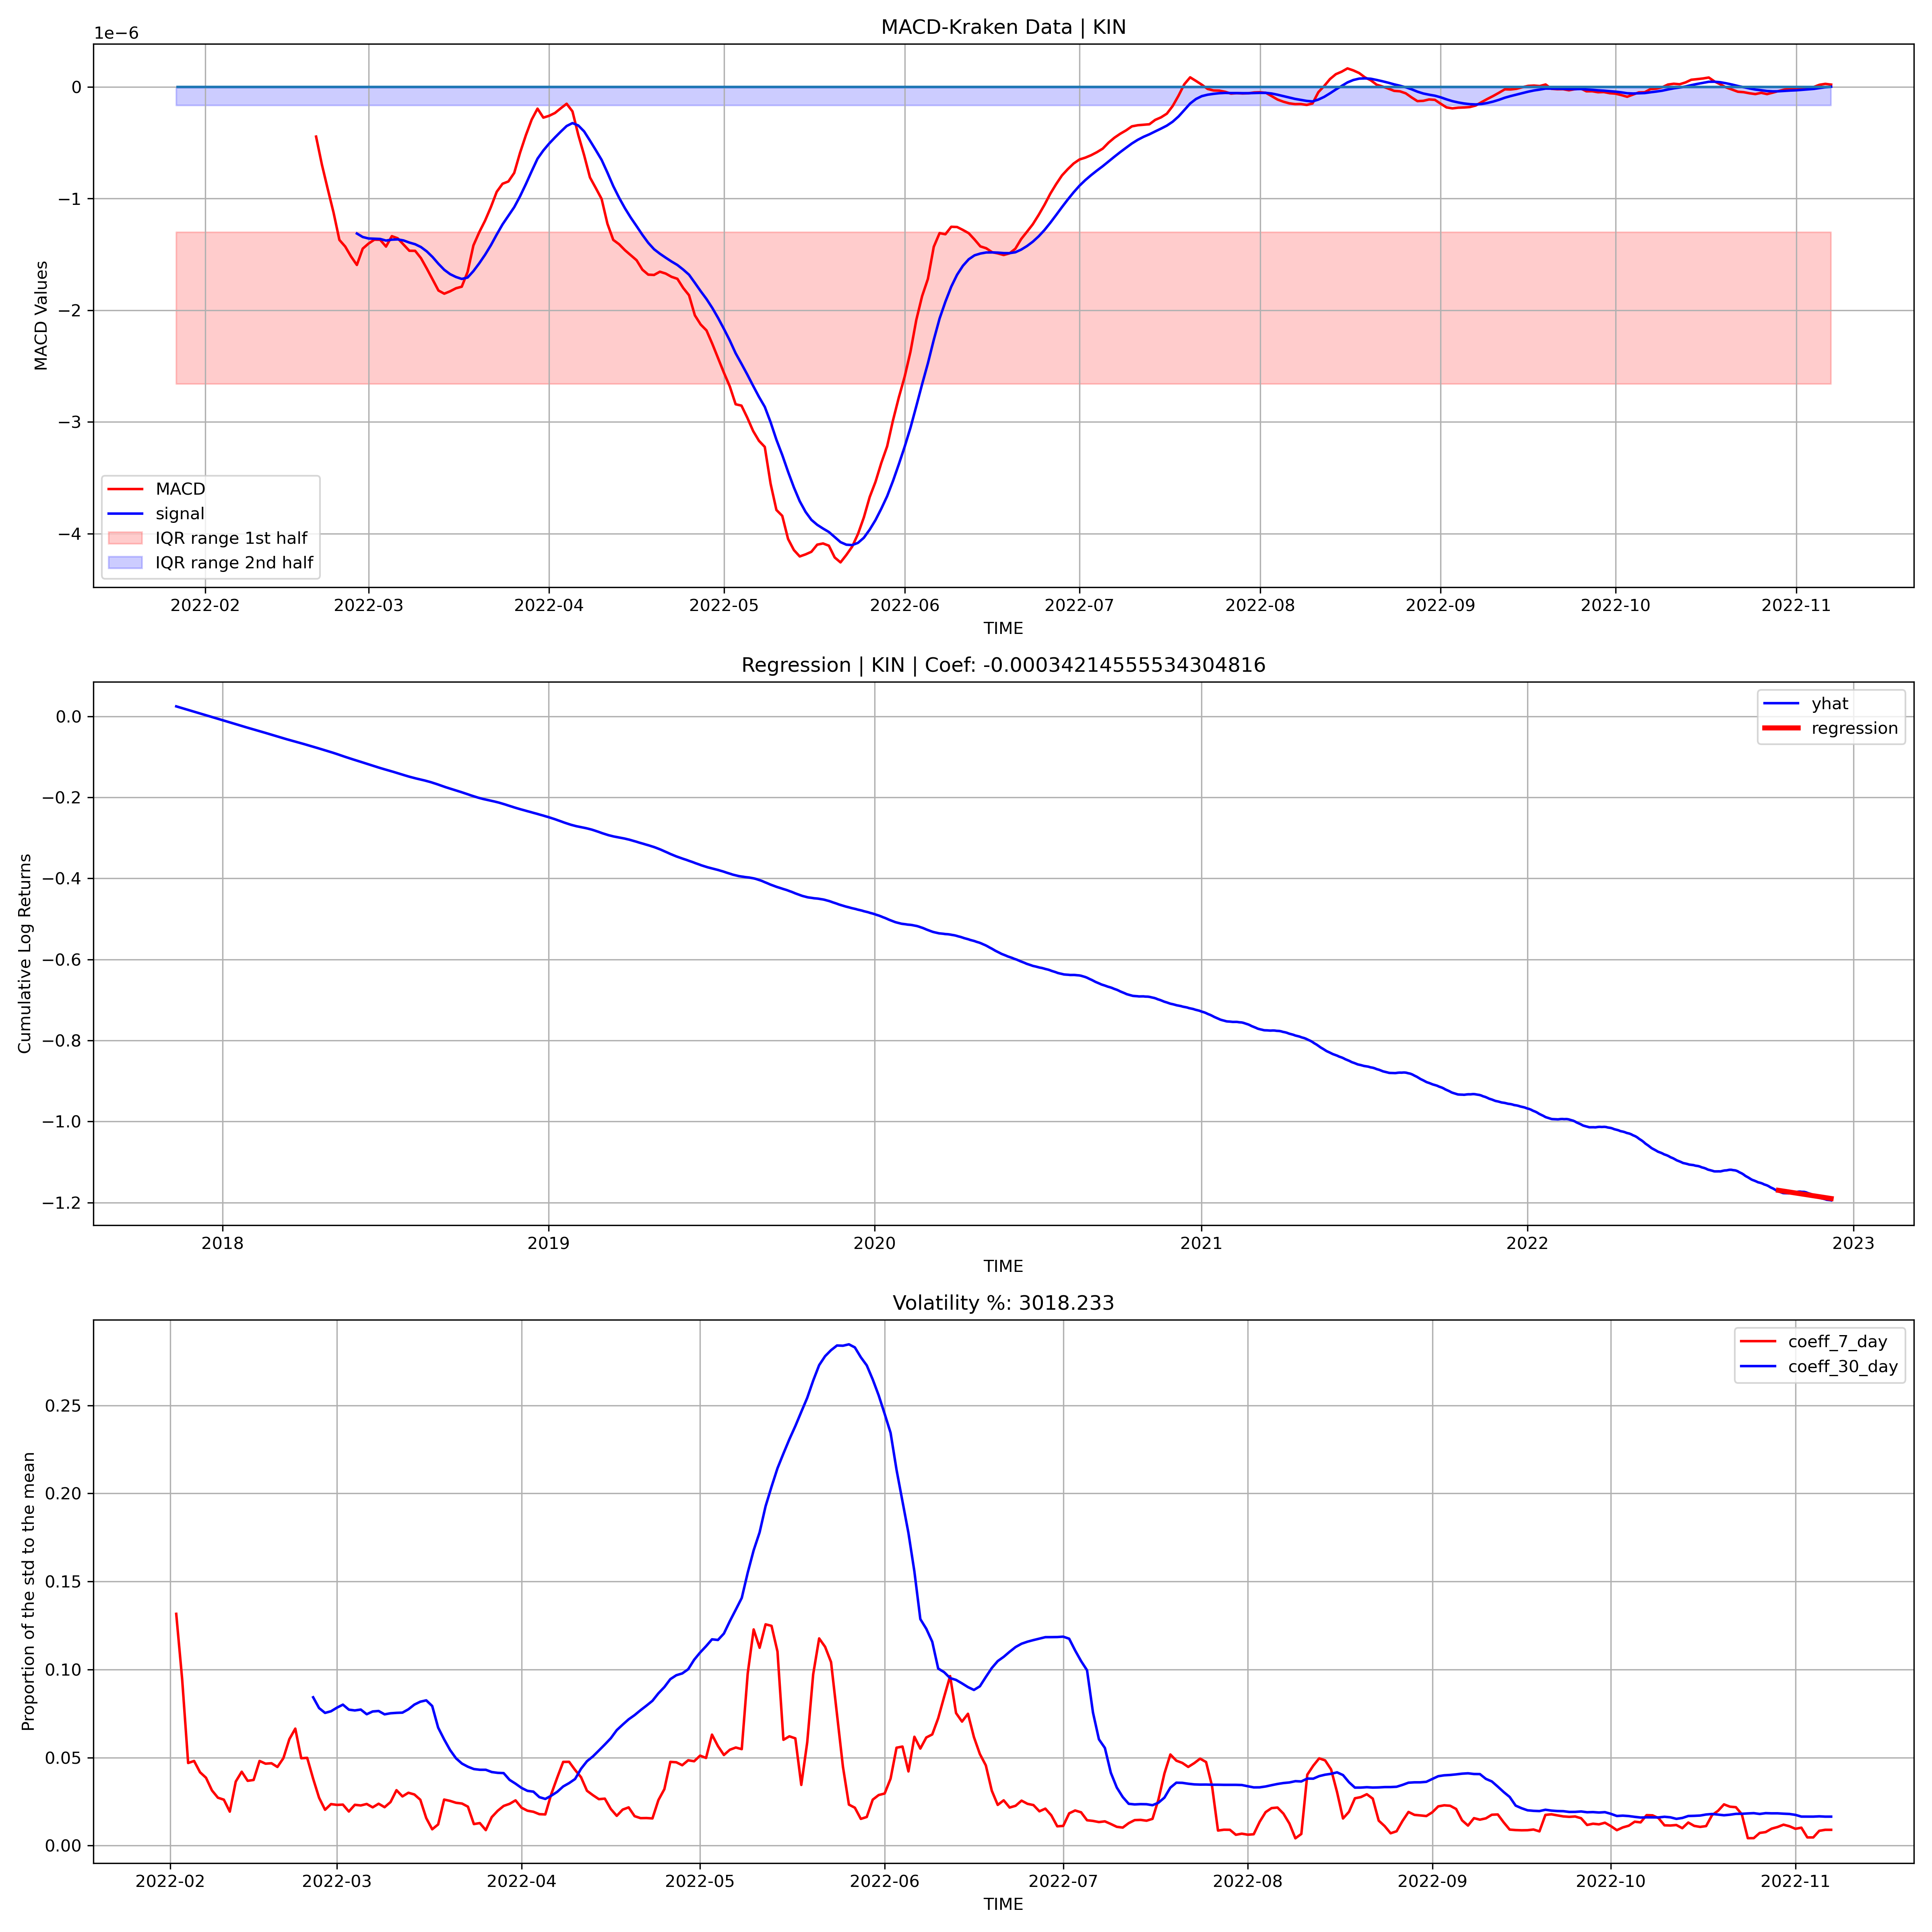 MACD-Kraken Data | KIN
1e−6
0
−1
−2
−3
−4
MACD Values
MACD
signal
IQR range 1st half
IQR range 2nd half
2022-02 2022-03 2022-04 2022-05 2022-06 2022-07 2022-08 2022-09 2022-10 2022-11
TIME
Regression | KIN | Coef: -0.00034214555534304816
0.0
−0.2
−0.4
−0.6
−0.8
−1.0
−1.2
Cumulative Log Returns
yhat
regression
2018 2019 2020 2021 2022 2023
TIME
Volatility %: 3018.233
0.25
0.20
0.15
0.10
0.05
0.00
Proportion of the std to the mean
coeff_7_day
coeff_30_day
2022-02 2022-03 2022-04 2022-05 2022-06 2022-07 2022-08 2022-09 2022-10 2022-11
TIME